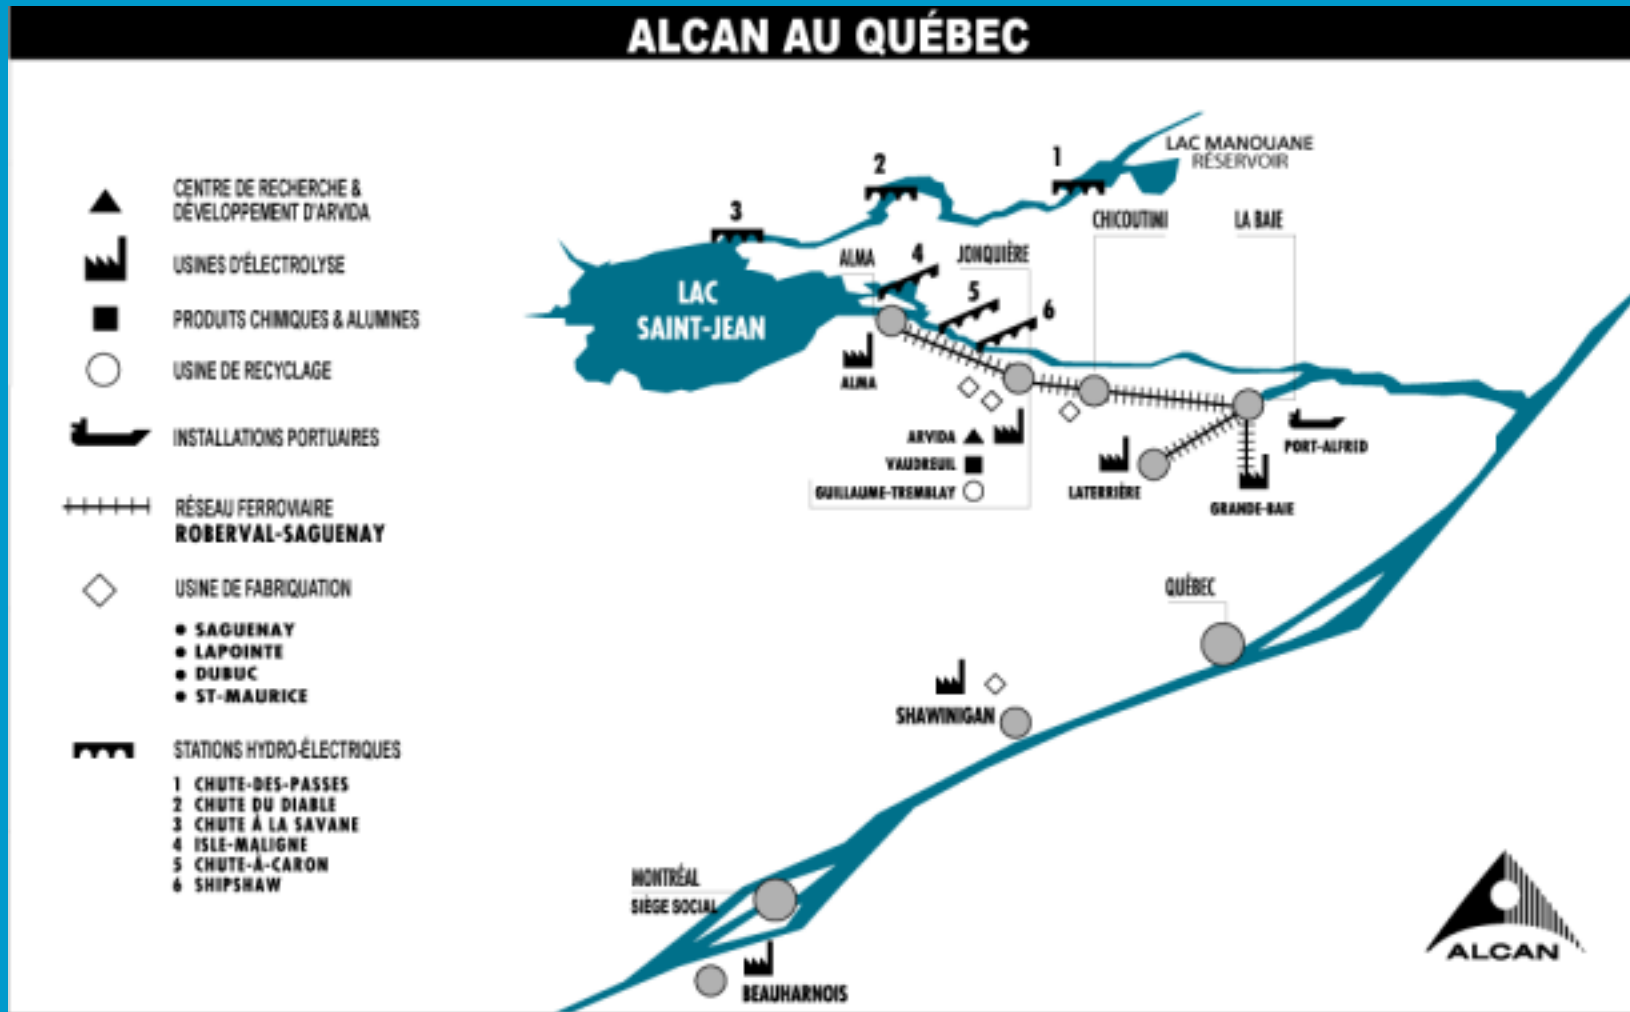 ALCAN AU QUÉBEC
CENTRE DE RECHERCHE &
DÉVELOPPEMENT D'ARVIDA
USINES D'ÉLECTROLYSE
PRODUITS CHIMIQUES & ALUMINES
USINE DE RECYCLAGE
INSTALLATIONS PORTUAIRES
RÉSEAU FERROVIAIRE
ROBERVAL-SAGUENAY
USINE DE FABRIQUATION
• SAGUENAY
• LAPOINTE
• DUBUC
• ST-MAURICE
STATIONS HYDRO-ÉLECTRIQUES
1 CHUTE-DES-PASSES
2 CHUTE DU DIABLE
3 CHUTE À LA SAVANE
4 ISLE-MALIGNE
5 CHUTE-À-CARON
6 SHIPSHAW
LAC MANOUANE
RÉSERVOIR
1
2
3
CHICOUTINI
LA BAIE
ALMA
4
JONQUIÈRE
5
6
LAC
SAINT-JEAN
ALMA
ARVIDA
VAUDREUIL
GUILLAUME-TREMBLAY
PORT-ALFRED
LATERRIÈRE
GRANDE-BAIE
QUÉBEC
SHAWINIGAN
MONTRÉAL
SIÈGE SOCIAL
BEAUHARNOIS
ALCAN